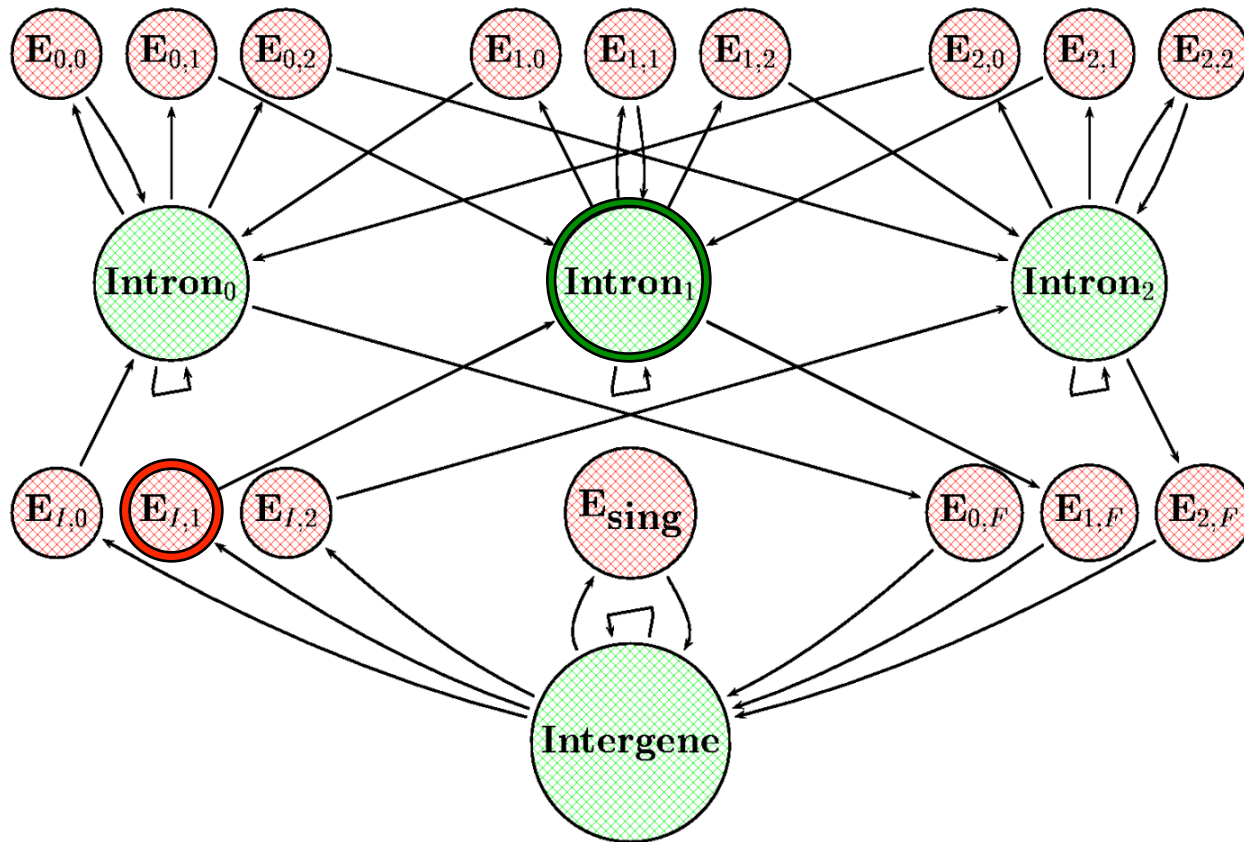 E0,0 E0,1 E0,2 E1,0 E1,1 E1,2 E2,0 E2,1 E2,2
Intron0 Intron1 Intron2
EI,0 EI,1 EI,2 Esing E0,F E1,F E2,F
Intergene